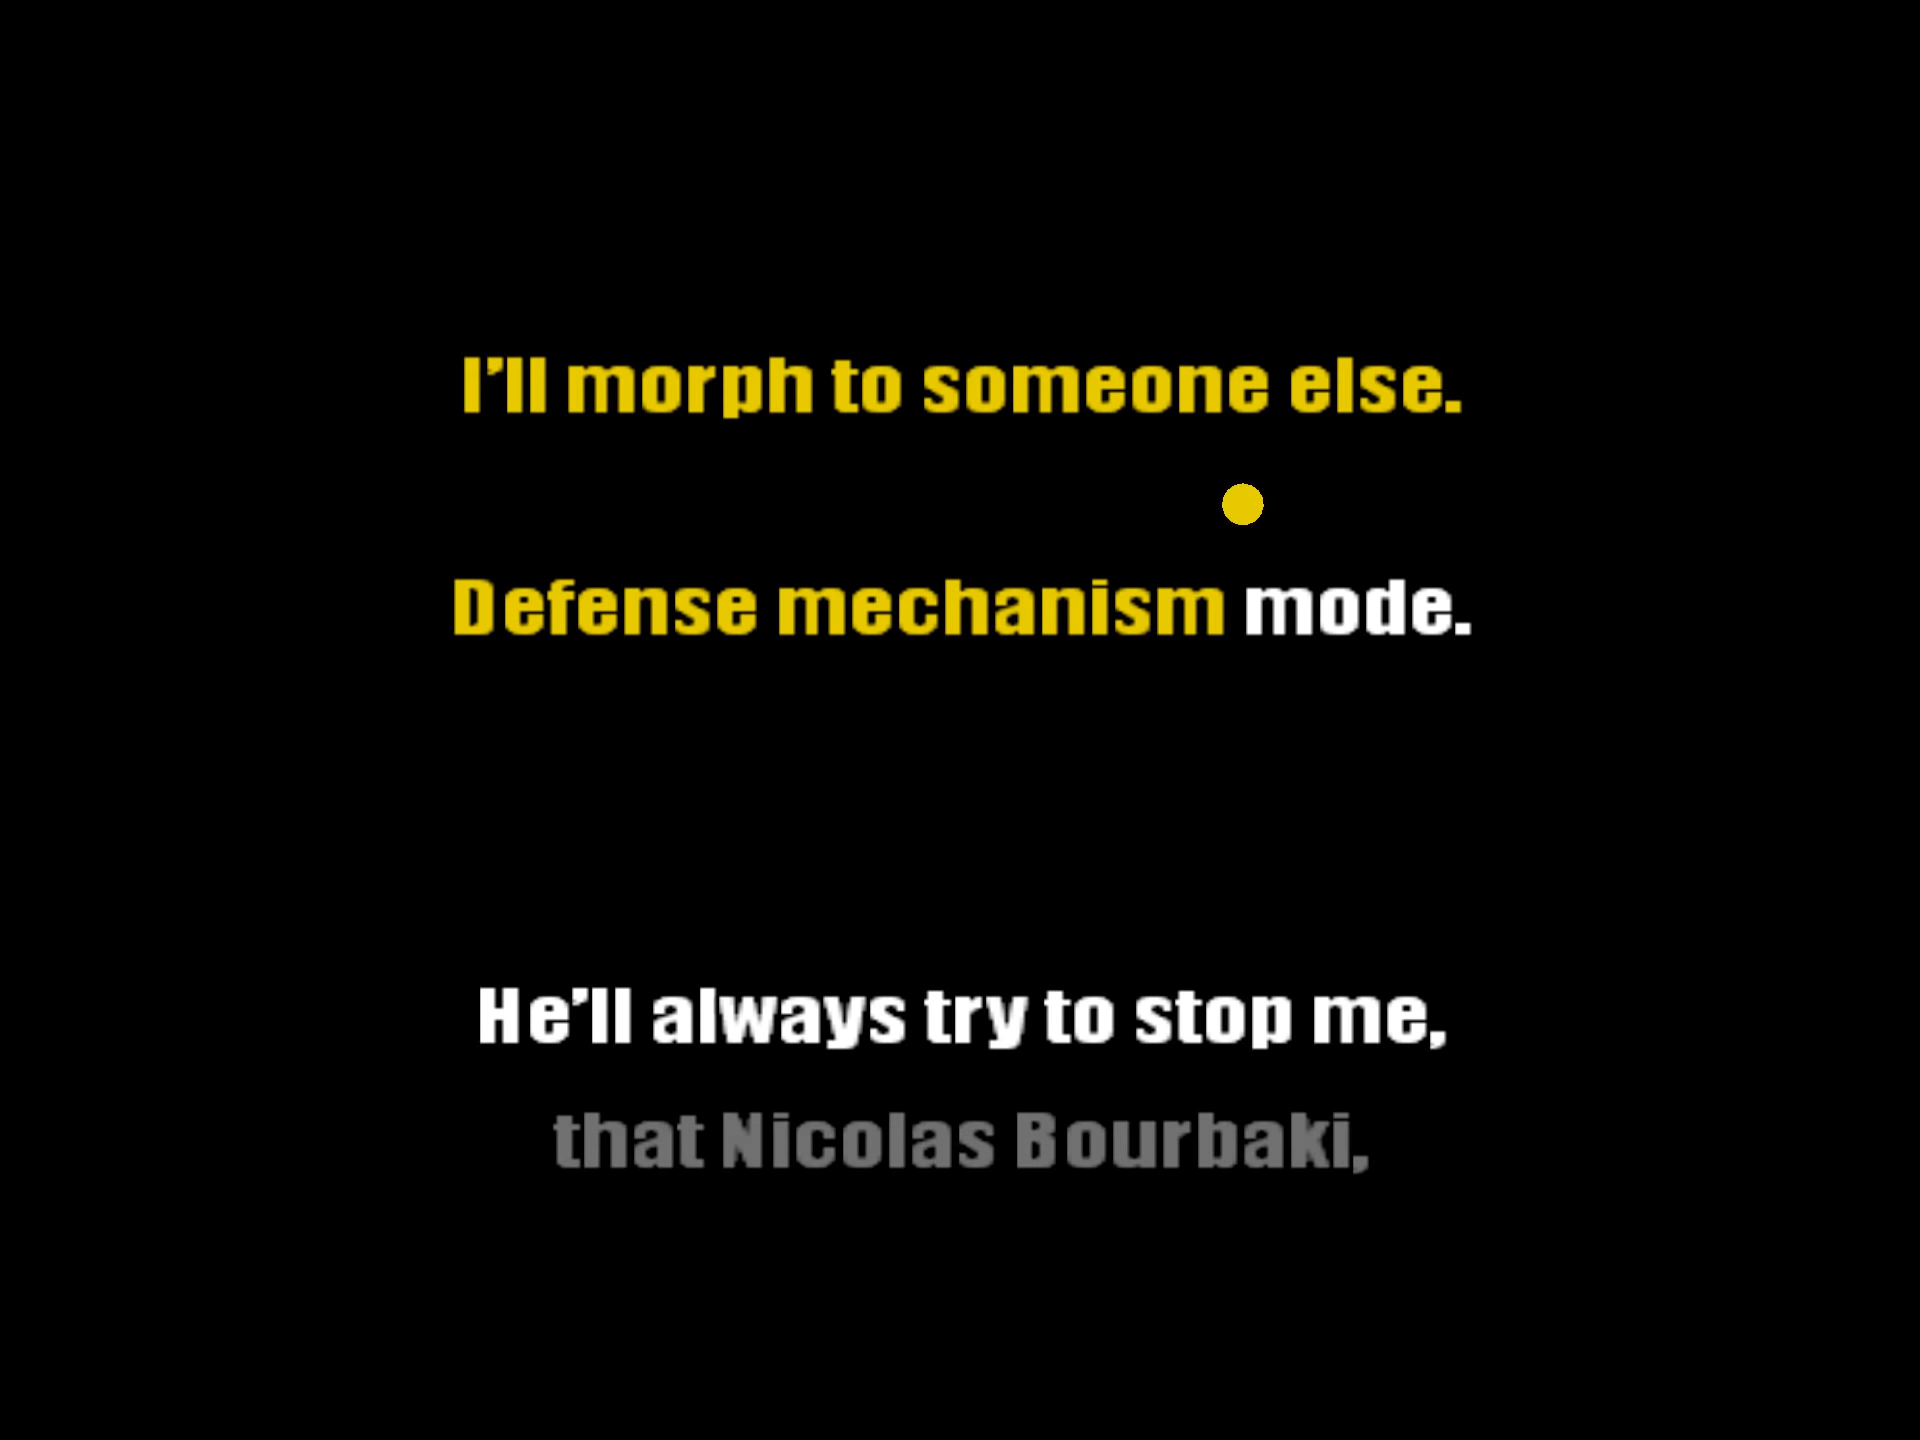 I’ll morph to someone else.
Defense mechanism mode.
He’ll always try to stop me,
that Nicolas Bourbaki,